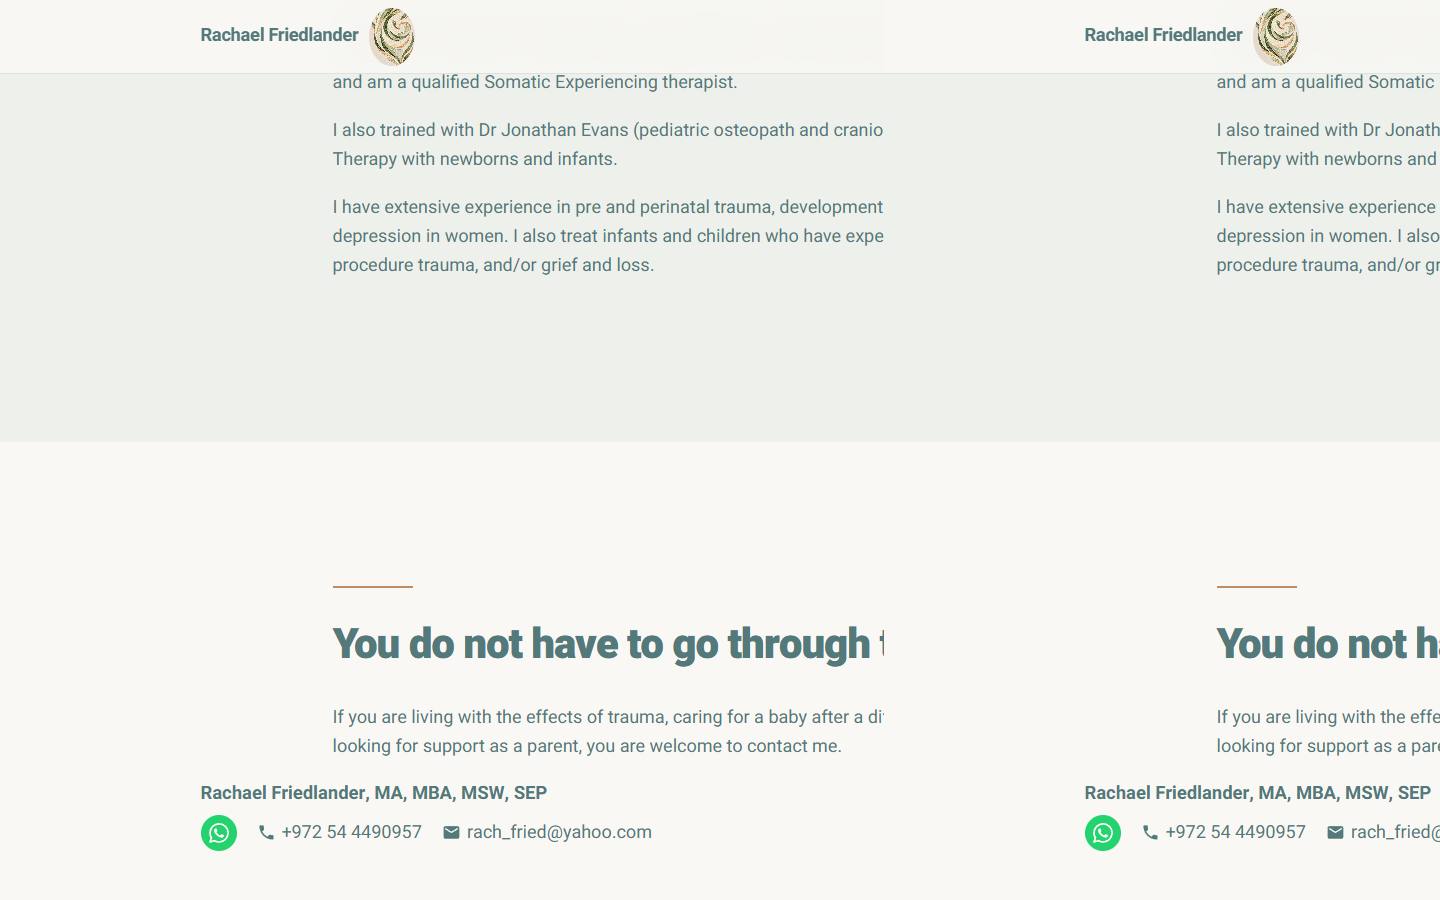 Rachael Friedlander
and am a qualified Somatic Experiencing therapist.
I also trained with Dr Jonathan Evans (pediatric osteopath and cranio
Therapy with newborns and infants.
I have extensive experience in pre and perinatal trauma, development
depression in women. I also treat infants and children who have expe
procedure trauma, and/or grief and loss.
You do not have to go through
If you are living with the effects of trauma, caring for a baby after a
looking for support as a parent, you are welcome to contact me.
Rachael Friedlander, MA, MBA, MSW, SEP
+972 54 4490957 rach_fried@yahoo.com
Rachael Friedlander
and am a qualified Somatic
I also trained with Dr Jonath
Therapy with newborns and
I have extensive experience
depression in women. I also
procedure trauma, and/or gr
You do not ha
If you are living with the effe
looking for support as a pare
Rachael Friedlander, MA, MBA, MSW, SEP
+972 54 4490957 rach_fried@